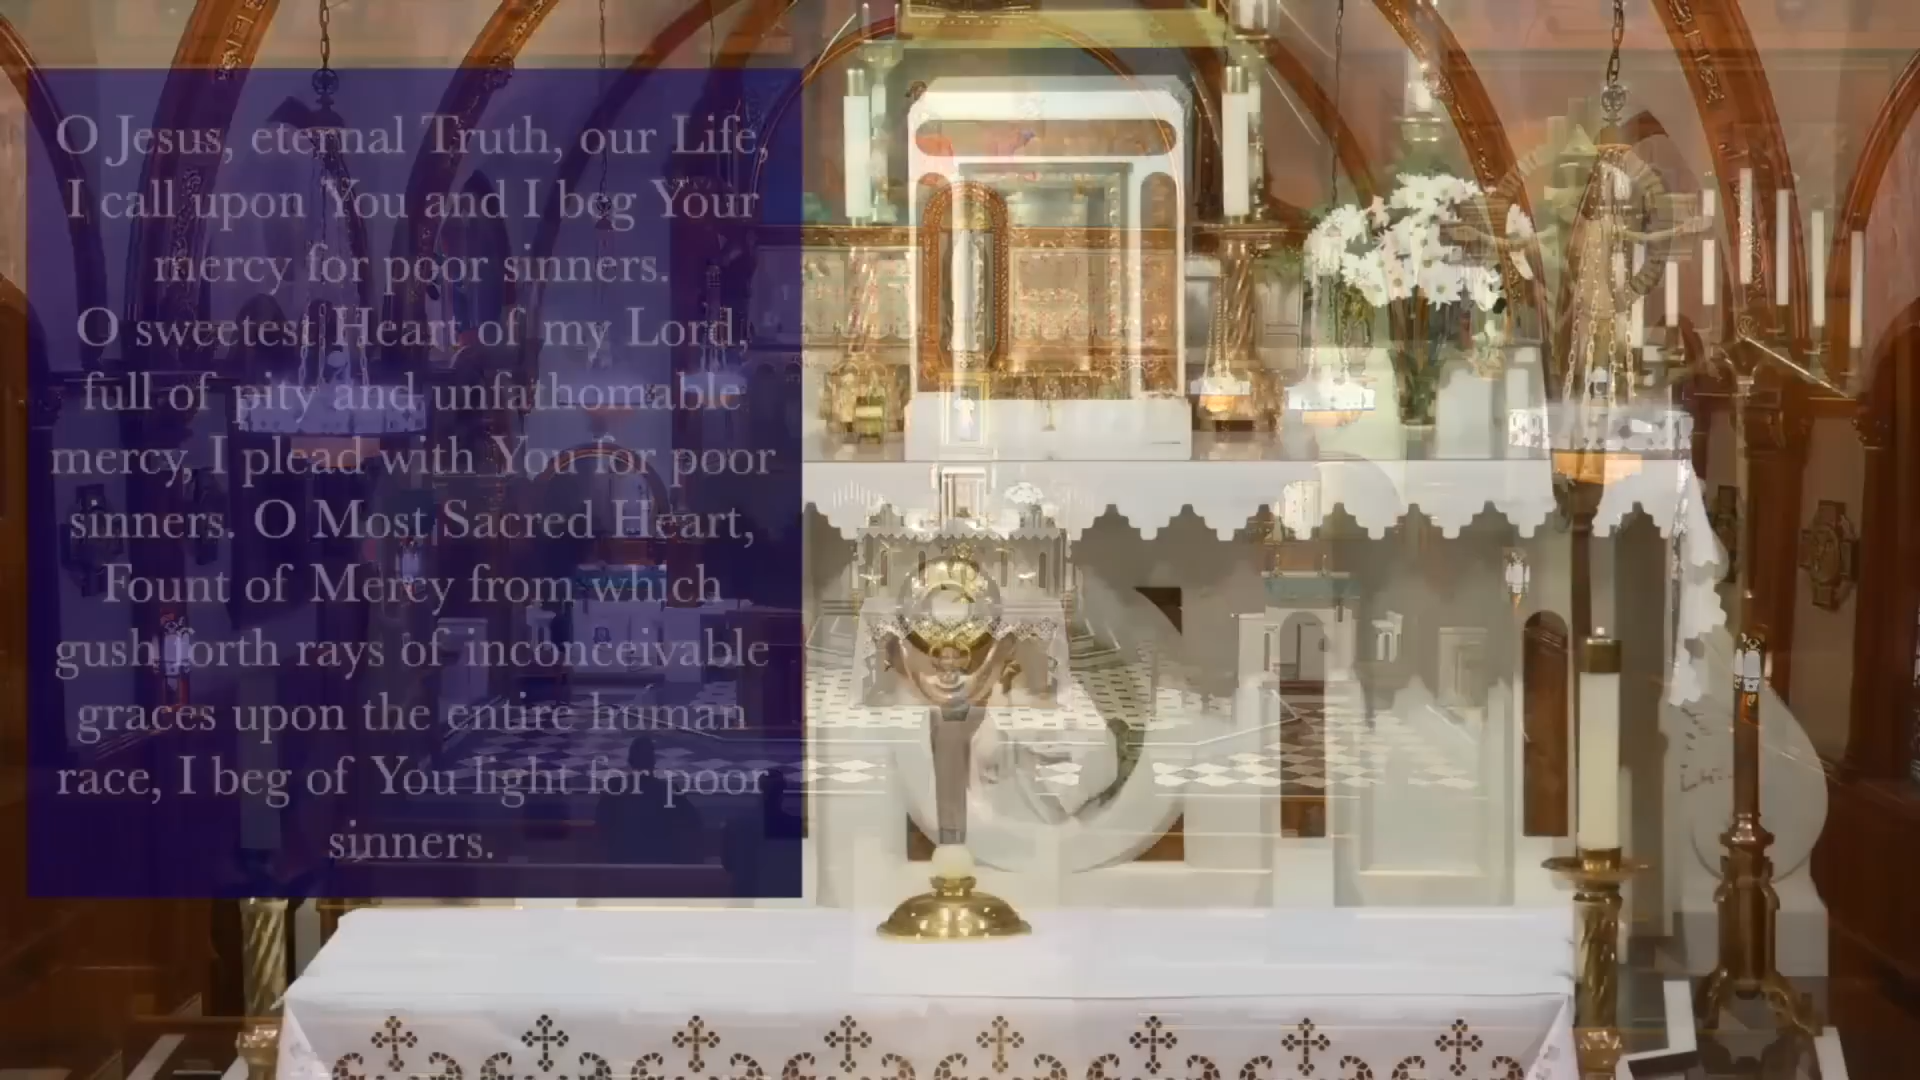 O Jesus, eternal Truth, our Life,
I call upon You and I beg Your
mercy for poor sinners.
O sweetest Heart of my Lord,
full of pity and unfathomable
mercy, I plead with You for poor
sinners. O Most Sacred Heart,
Fount of Mercy from which
gush forth rays of inconceivable
graces upon the entire human
race, I beg of You light for poor
sinners.